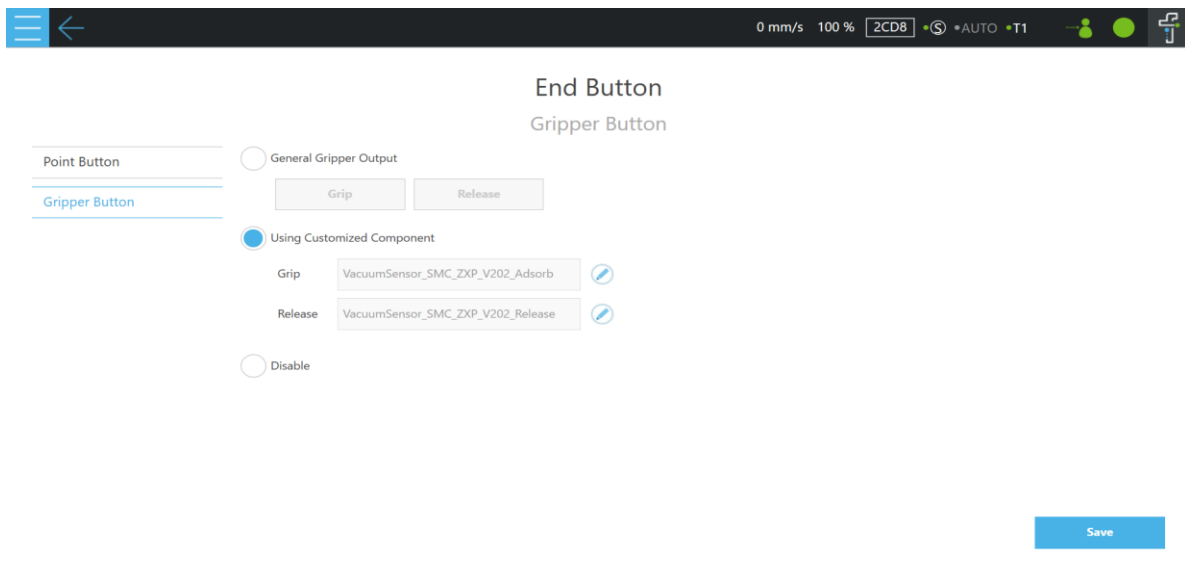 0 mm/s 100 % 2CD8 •Ⓢ •AUTO •T1
End Button
Gripper Button
Point Button
Gripper Button
General Gripper Output
Grip Release
Using Customized Component
Grip VacuumSensor_SMC_ZXP_V202_Adsorb
Release VacuumSensor_SMC_ZXP_V202_Release
Disable
Save